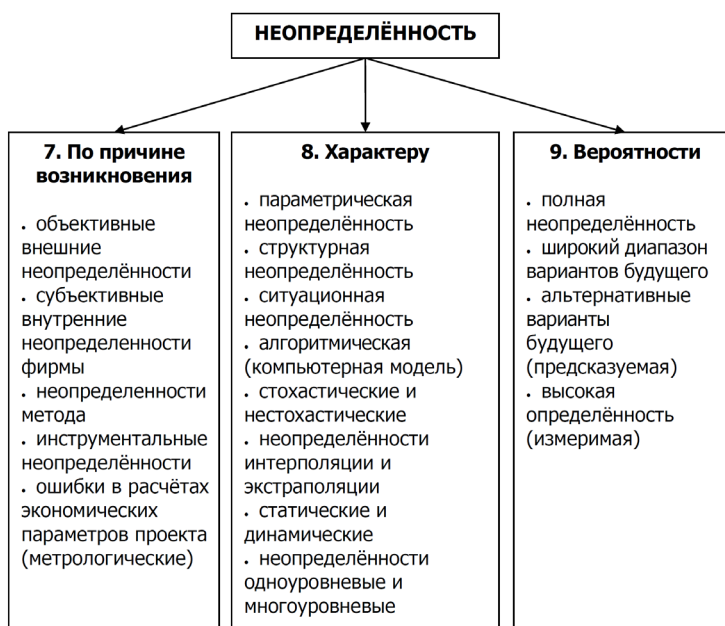 НЕОПРЕДЕЛЁННОСТЬ
7. По причине
возникновения
. объективные
внешние
неопределённости
. субъективные
внутренние
неопределенности
фирмы
. неопределенности
метода
. инструментальные
неопределённости
. ошибки в расчётах
экономических
параметров проекта
(метрологические)
8. Характеру
. параметрическая
неопределённость
. структурная
неопределённость
. ситуационная
неопределённость
. алгоритмическая
(компьютерная модель)
. стохастические и
нестохастические
. неопределённости
интерполяции и
экстраполяции
. статические и
динамические
. неопределённости
одноуровневые и
многоуровневые
9. Вероятности
. полная
неопределённость
. широкий диапазон
вариантов будущего
. альтернативные
варианты
будущего
(предсказуемая)
. высокая
определённость
(измеримая)